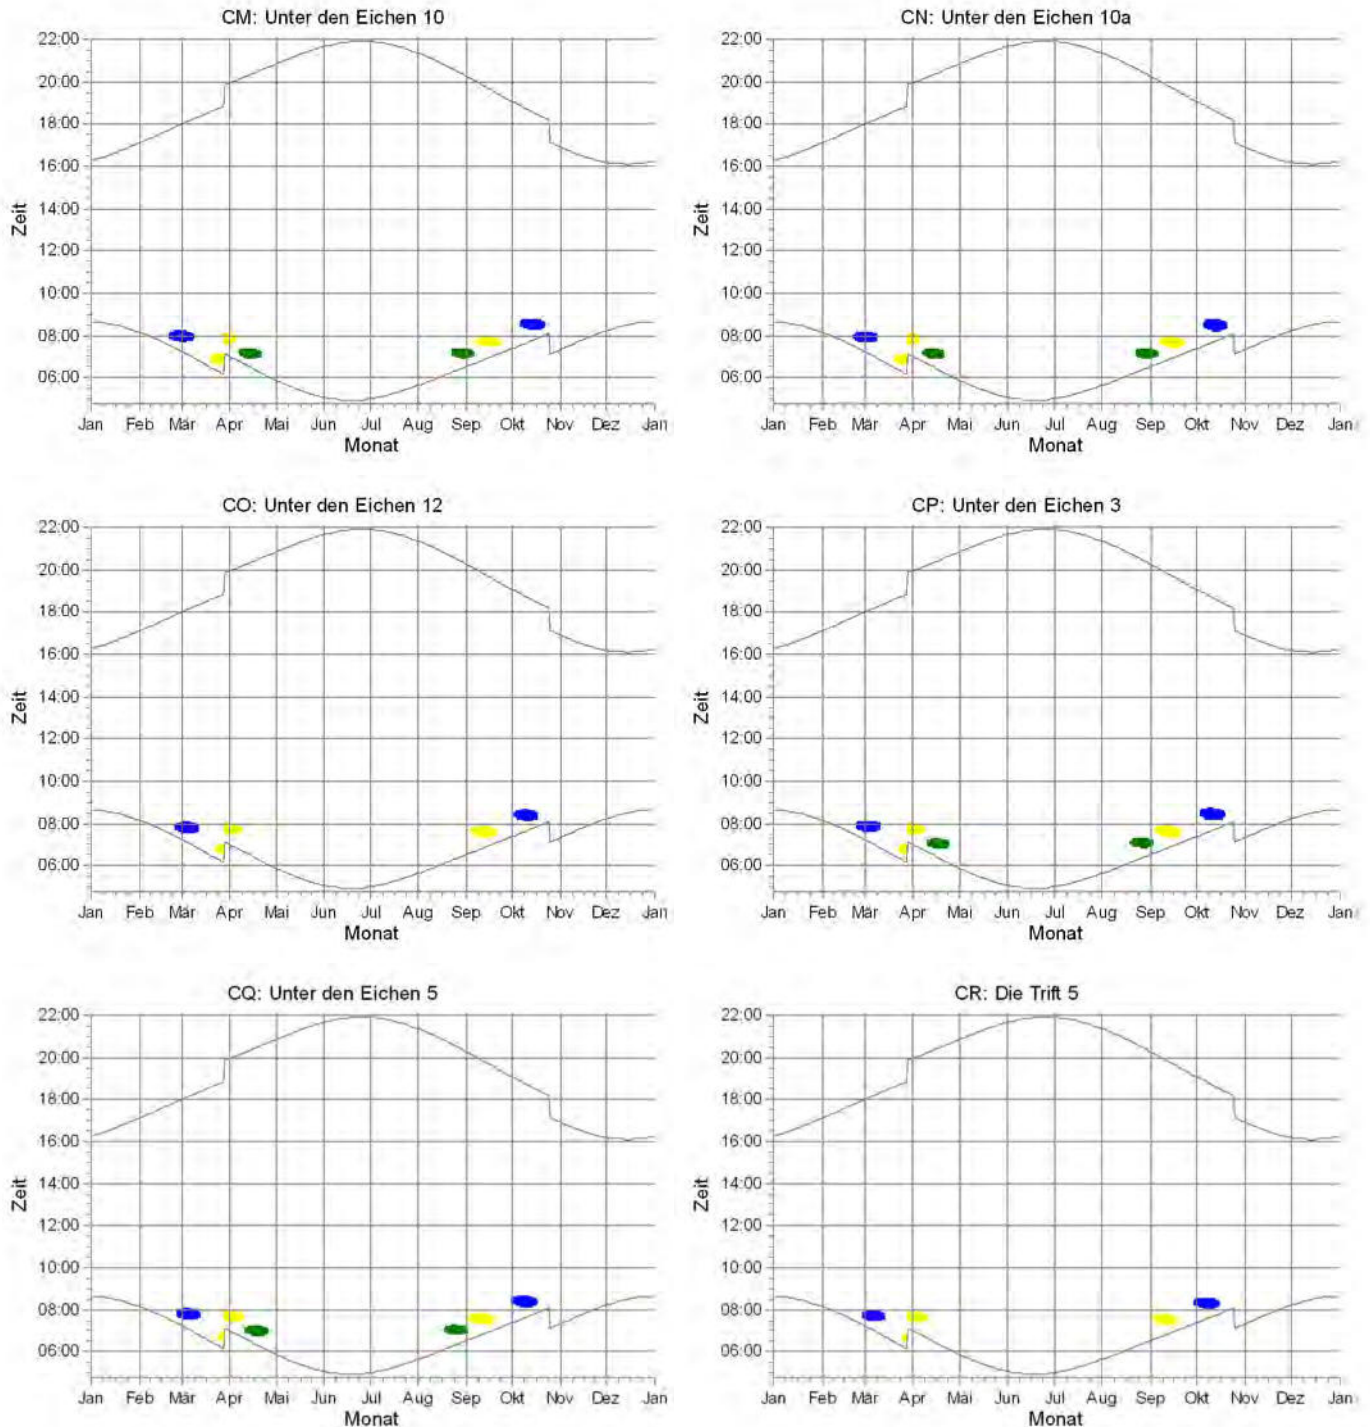 CM: Unter den Eichen 10
22:00
20:00
18:00
16:00
14:00
12:00
10:00
08:00
06:00
Zeit
Jan Feb Mär Apr Mai Jun Jul Aug Sep Okt Nov Dez Jan
Monat
CN: Unter den Eichen 10a
22:00
20:00
18:00
16:00
14:00
12:00
10:00
08:00
06:00
Zeit
Jan Feb Mär Apr Mai Jun Jul Aug Sep Okt Nov Dez Jan
Monat
CO: Unter den Eichen 12
22:00
20:00
18:00
16:00
14:00
12:00
10:00
08:00
06:00
Zeit
Jan Feb Mär Apr Mai Jun Jul Aug Sep Okt Nov Dez Jan
Monat
CP: Unter den Eichen 3
22:00
20:00
18:00
16:00
14:00
12:00
10:00
08:00
06:00
Zeit
Jan Feb Mär Apr Mai Jun Jul Aug Sep Okt Nov Dez Jan
Monat
CQ: Unter den Eichen 5
22:00
20:00
18:00
16:00
14:00
12:00
10:00
08:00
06:00
Zeit
Jan Feb Mär Apr Mai Jun Jul Aug Sep Okt Nov Dez Jan
Monat
CR: Die Trift 5
22:00
20:00
18:00
16:00
14:00
12:00
10:00
08:00
06:00
Zeit
Jan Feb Mär Apr Mai Jun Jul Aug Sep Okt Nov Dez Jan
Monat